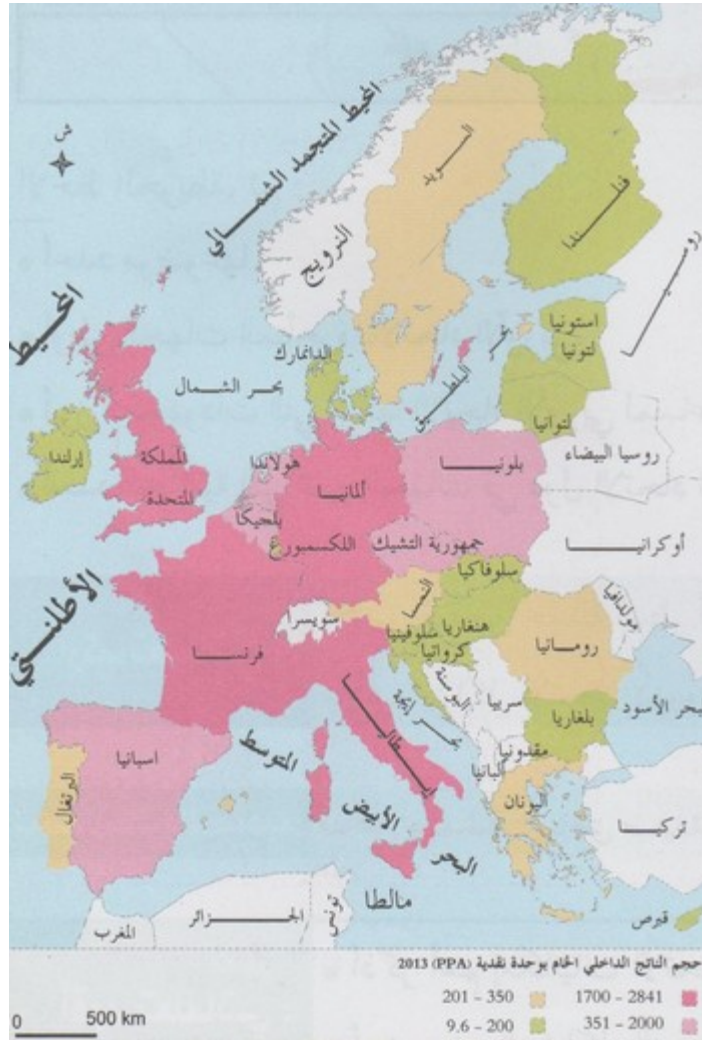 المحيط المتجمد الشمالي
السويد
فنلندا
النرويج
روسيا
المحيط
الأطلنتي
استونيا
لتونيا
الدانمارك
بحر
البلطيق
بحر الشمال
لتوانيا
إرلندا
المملكة
المتحدة
هولاندا
ألمانيا
بلونيا
روسيا البيضاء
بلجيكا
اللكسمبورغ
جمهورية التشيك
أوكرانيا
سلوفاكيا
النمسا
مولدافيا
سويسرا
هنغاريا
سلوفينيا
كرواتيا
رومانيا
فرنسا
البوسنة
صربيا
بحر إيجة
بلغاريا
البحر الأسود
إيطاليا
مقدونيا
ألبانيا
اسبانيا
البرتغال
المتوسط
الأبيض
البحر
اليونان
تركيا
مالطا
قبرص
تونس
الجزائر
المغرب
حجم الناتج الداخلي الخام بوحدة نقدية (PPA) 2013
1700 - 2841
201 - 350
351 - 2000
9.6 - 200
0 500 km